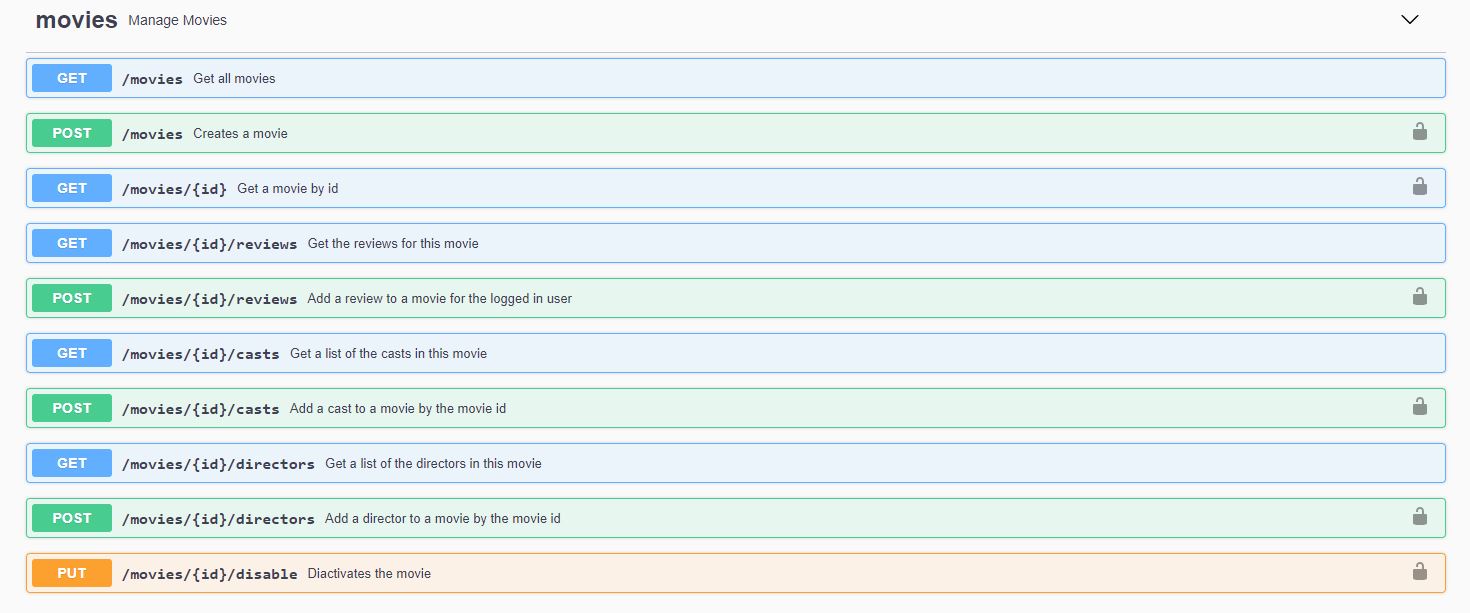 movies Manage Movies
GET /movies Get all movies
POST /movies Creates a movie
GET /movies/{id} Get a movie by id
GET /movies/{id}/reviews Get the reviews for this movie
POST /movies/{id}/reviews Add a review to a movie for the logged in user
GET /movies/{id}/casts Get a list of the casts in this movie
POST /movies/{id}/casts Add a cast to a movie by the movie id
GET /movies/{id}/directors Get a list of the directors in this movie
POST /movies/{id}/directors Add a director to a movie by the movie id
PUT /movies/{id}/disable Diactivates the movie